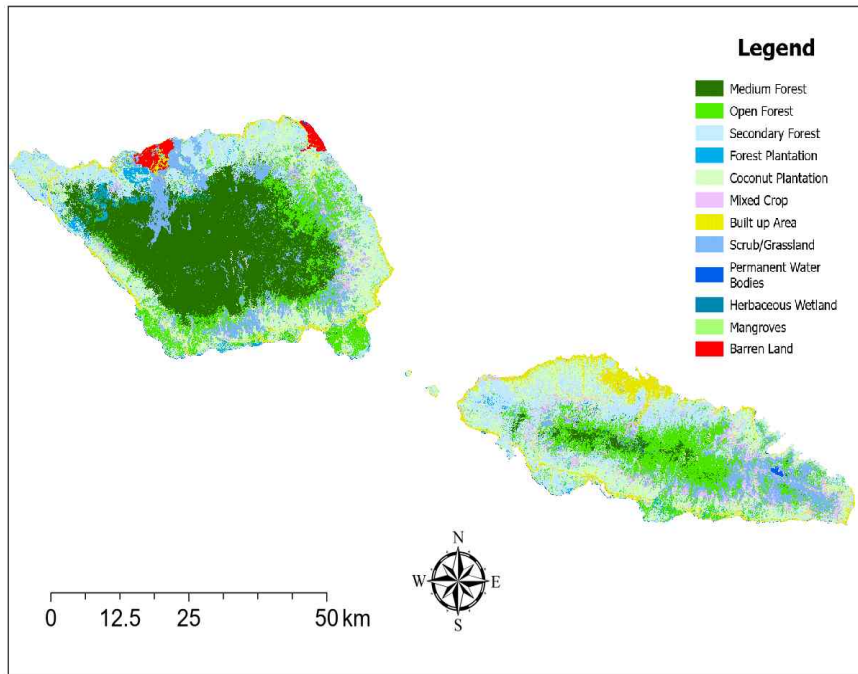 Legend
Medium Forest
Open Forest
Secondary Forest
Forest Plantation
Coconut Plantation
Mixed Crop
Built up Area
Scrub/Grassland
Permanent Water
Bodies
Herbaceous Wetland
Mangroves
Barren Land
N
W E
S
0 12.5 25 50 km